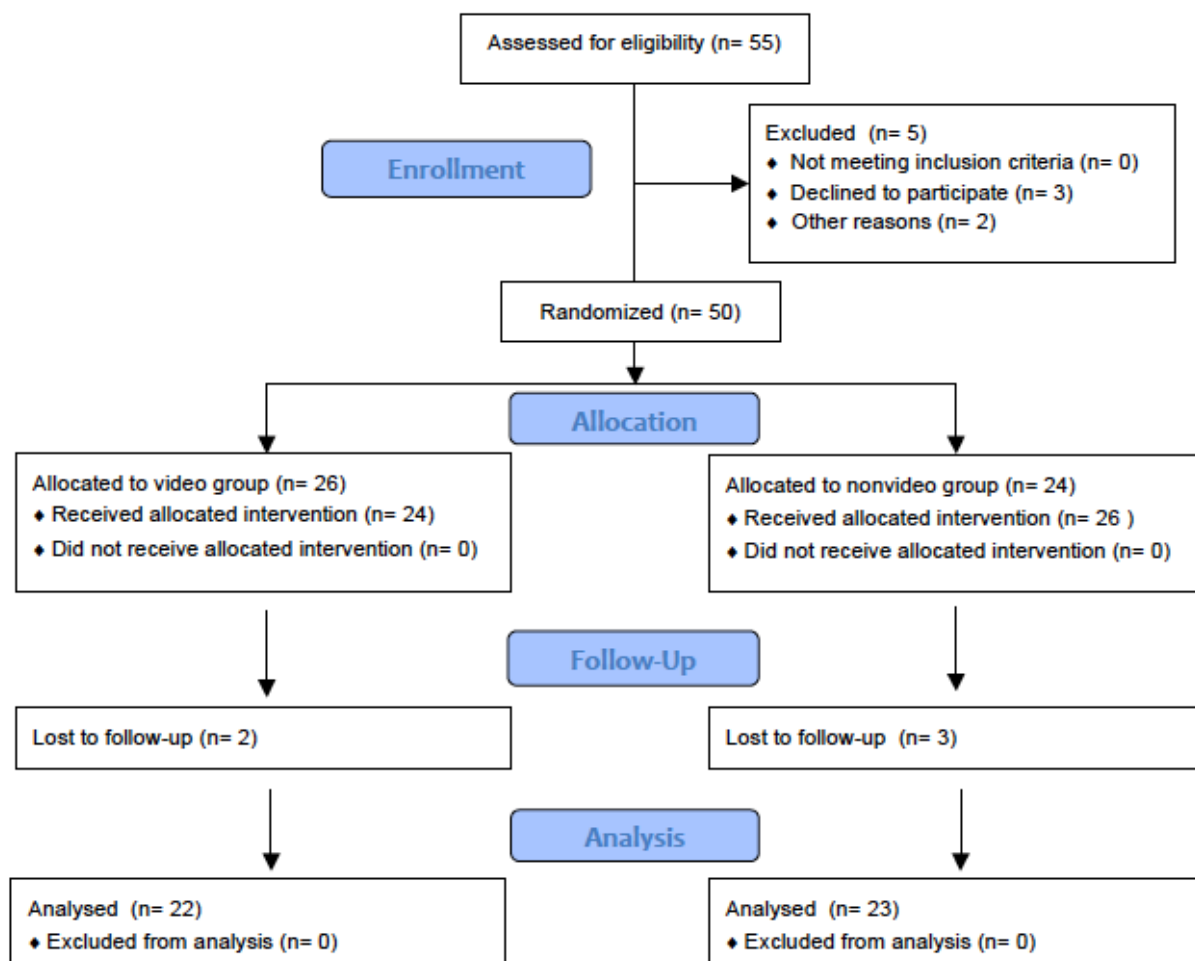 Assessed for eligibility (n= 55)
Excluded (n= 5)
♦ Not meeting inclusion criteria (n= 0)
♦ Declined to participate (n= 3)
♦ Other reasons (n= 2)
Enrollment
Randomized (n= 50)
Allocation
Allocated to video group (n= 26)
♦ Received allocated intervention (n= 24)
♦ Did not receive allocated intervention (n= 0)
Allocated to nonvideo group (n= 24)
♦ Received allocated intervention (n= 26 )
♦ Did not receive allocated intervention (n= 0)
Follow-Up
Lost to follow-up (n= 2)
Lost to follow-up (n= 3)
Analysis
Analysed (n= 22)
♦ Excluded from analysis (n= 0)
Analysed (n= 23)
♦ Excluded from analysis (n= 0)